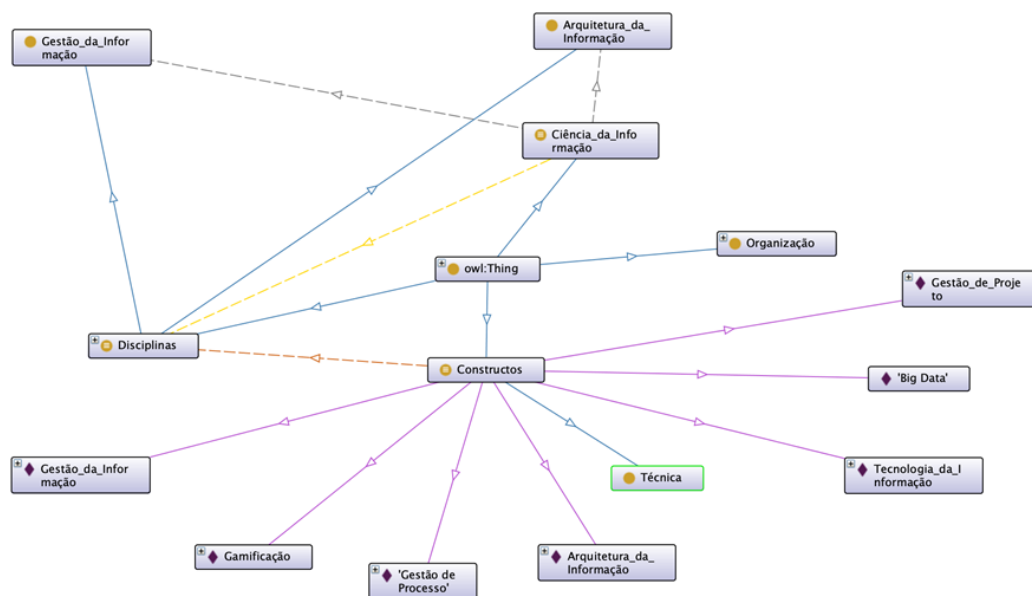 Gestão_da_Infor
mação
Arquitetura_da_
Informação
Ciência_da_Info
rmação
Organização
owl:Thing
Gestão_de_Proje
to
Disciplinas
Constructos
'Big Data'
Gestão_da_Infor
mação
Técnica
Tecnologia_da_I
nformação
Gamificação
'Gestão de
Processo'
Arquitetura_da_
Informação